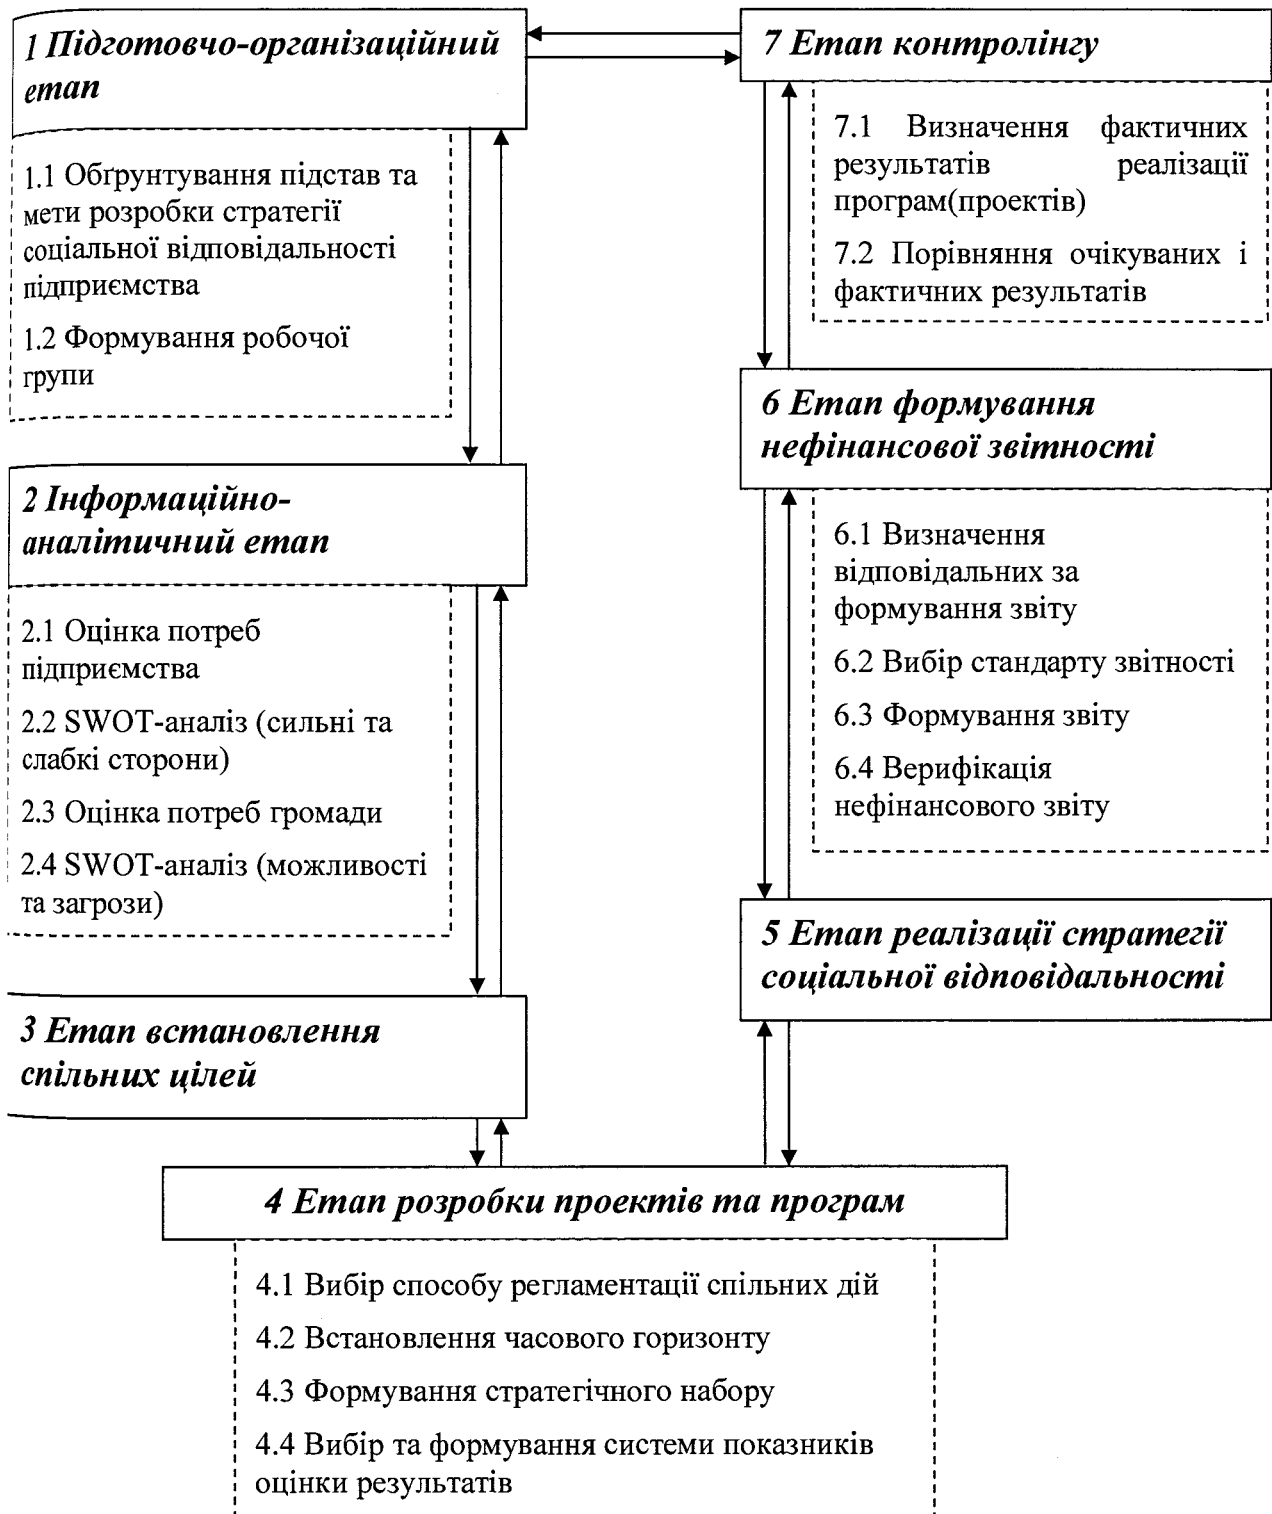 1 Підготовчо-організаційний
етап
1.1 Обґрунтування підстав та
мети розробки стратегії
соціальної відповідальності
підприємства
1.2 Формування робочої
групи
2 Інформаційно-
аналітичний етап
2.1 Оцінка потреб
підприємства
2.2 SWOT-аналіз (сильні та
слабкі сторони)
2.3 Оцінка потреб громади
2.4 SWOT-аналіз (можливості
та загрози)
3 Етап встановлення
спільних цілей
4 Етап розробки проектів та програм
4.1 Вибір способу регламентації спільних дій
4.2 Встановлення часового горизонту
4.3 Формування стратегічного набору
4.4 Вибір та формування системи показників
оцінки результатів
7 Етап контролінгу
7.1 Визначення фактичних
результатів реалізації
програм(проектів)
7.2 Порівняння очікуваних і
фактичних результатів
6 Етап формування
нефінансової звітності
6.1 Визначення
відповідальних за
формування звіту
6.2 Вибір стандарту звітності
6.3 Формування звіту
6.4 Верифікація
нефінансового звіту
5 Етап реалізації стратегії
соціальної відповідальності